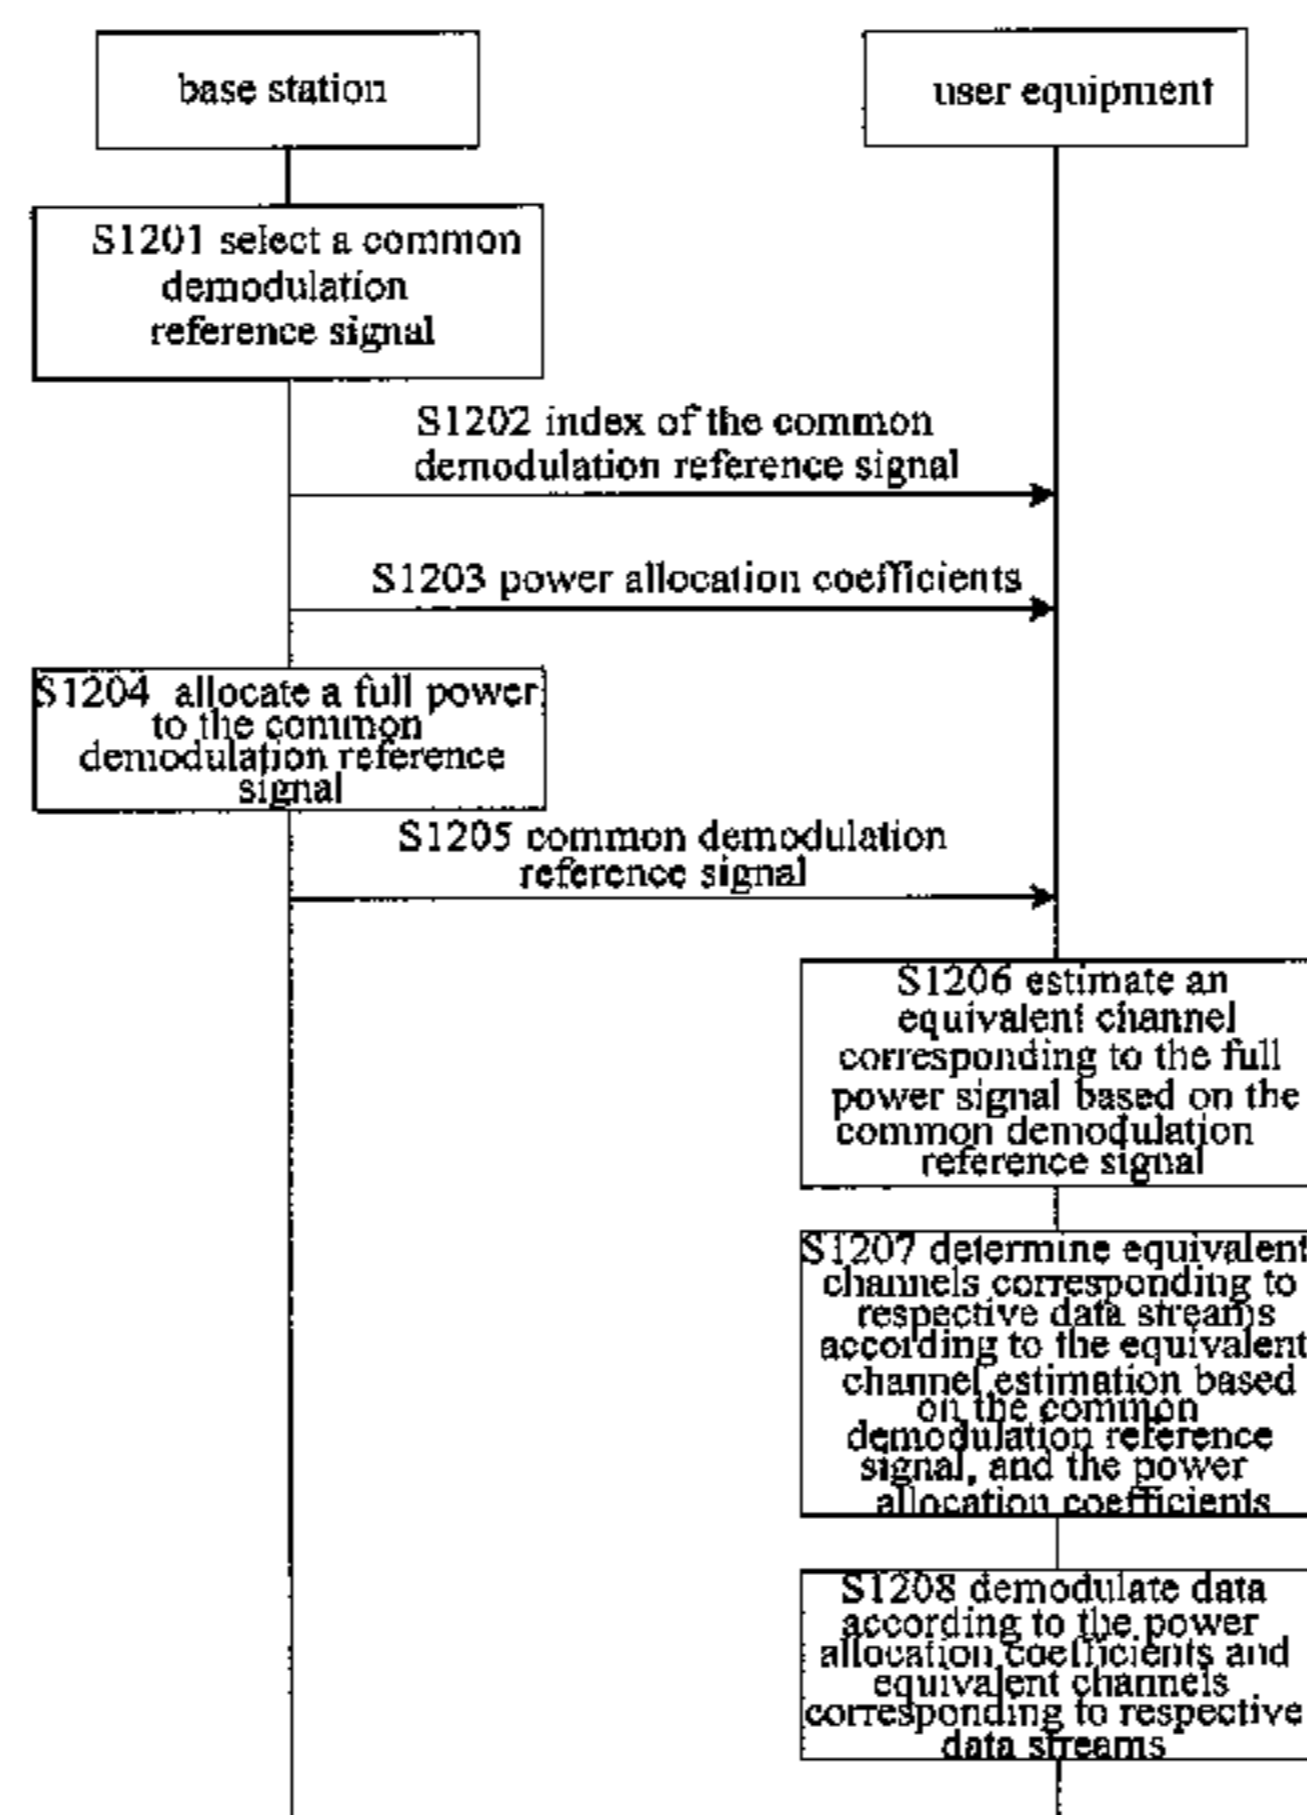 base station
user equipment
S1201 select a common
demodulation
reference signal
S1202 index of the common
demodulation reference signal
S1203 power allocation coefficients
S1204 allocate a full power
to the common
demodulation reference
signal
S1205 common demodulation
reference signal
S1206 estimate an
equivalent channel
corresponding to the full
power signal based on the
common demodulation
reference signal
S1207 determine equivalent
channels corresponding to
respective data streams
according to the equivalent
channel estimation based
on the common
demodulation reference
signal, and the power
allocation coefficients
S1208 demodulate data
according to the power
allocation coefficients and
equivalent channels
corresponding to respective
data streams